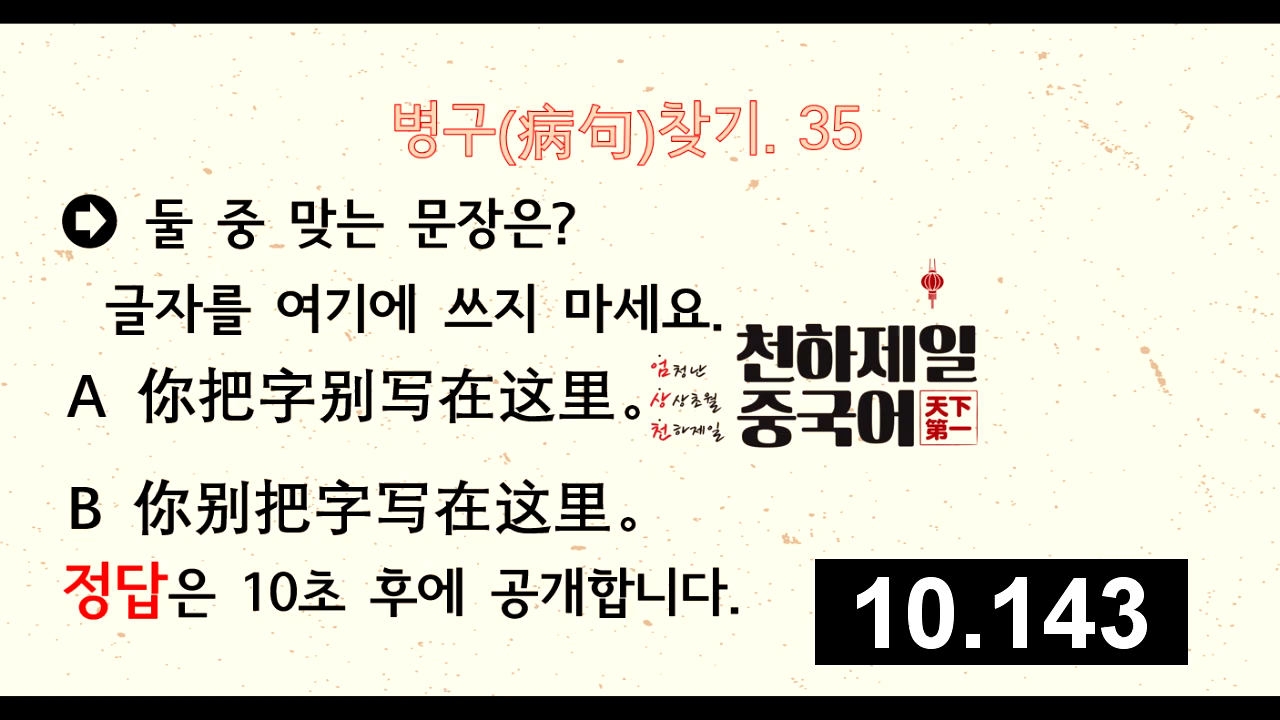 병구(病句)찾기. 35
둘 중 맞는 문장은?
글자를 여기에 쓰지 마세요.
A 你把字别写在这里。
B 你别把字写在这里。
엄청난
상상초월
천하제일
천하제일
중국어
天下
第一
정답은 10초 후에 공개합니다.
10.143